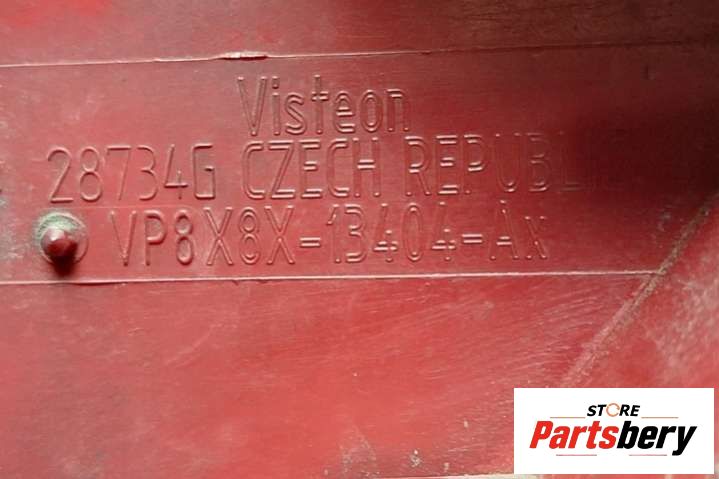 Visteon
28734G CZECH REPUBL
VP8X8X-13404-Ax
STORE
Partsbery